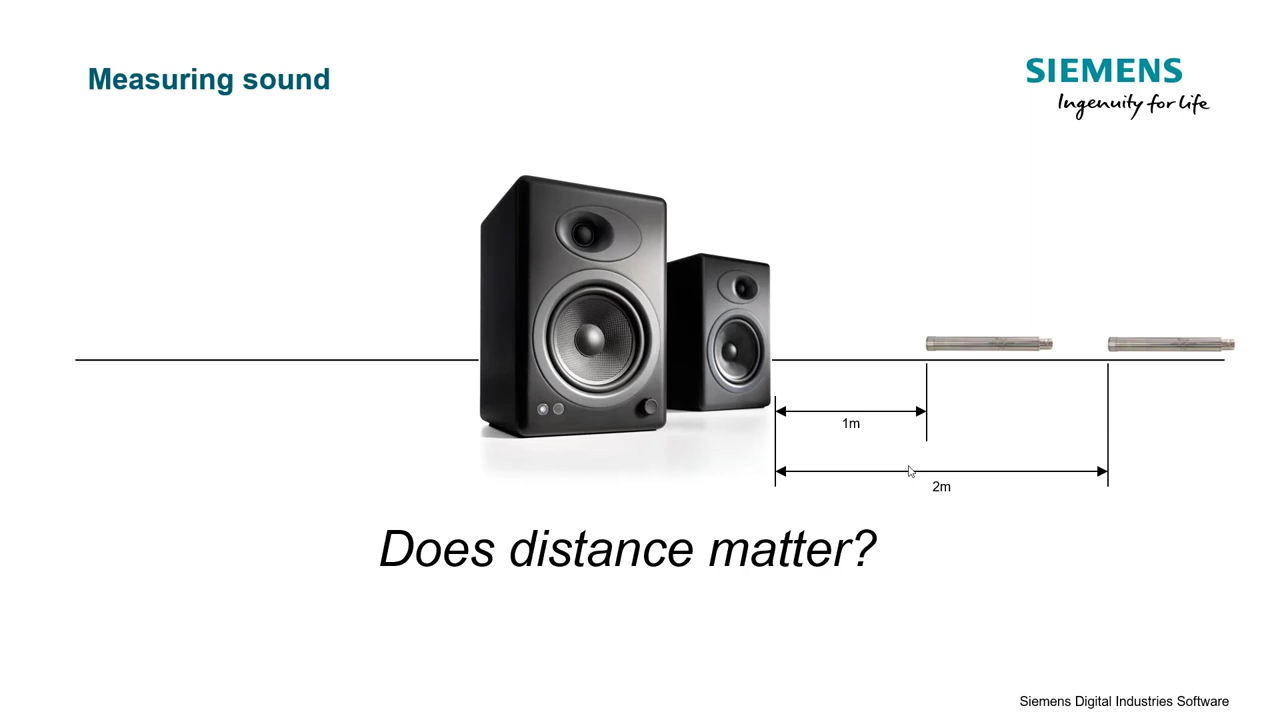 Measuring sound
SIEMENS
Ingenuity for life
1m
2m
Does distance matter?
Siemens Digital Industries Software